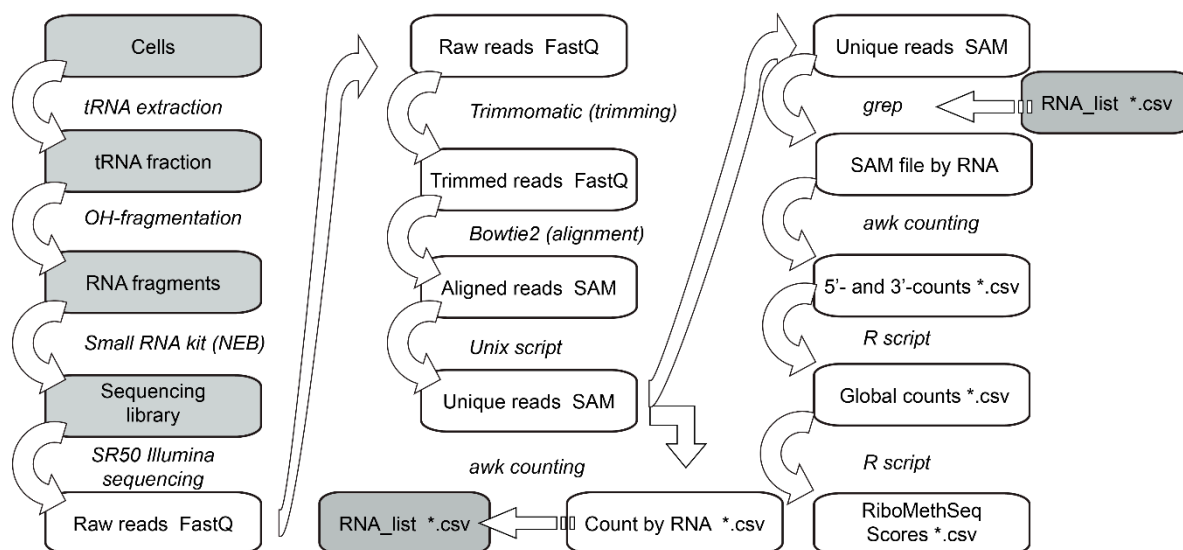 Cells
tRNA extraction
tRNA fraction
OH-fragmentation
RNA fragments
Small RNA kit (NEB)
Sequencing
library
SR50 Illumina
sequencing
Raw reads FastQ
Raw reads FastQ
Trimmomatic (trimming)
Trimmed reads FastQ
Bowtie2 (alignment)
Aligned reads SAM
Unix script
Unique reads SAM
awk counting
Count by RNA *.csv
RNA_list *.csv
Unique reads SAM
grep
RNA_list *.csv
SAM file by RNA
awk counting
5'- and 3'-counts *.csv
R script
Global counts *.csv
R script
RiboMethSeq
Scores *.csv